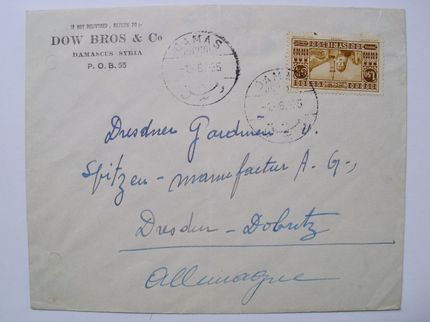 IF NOT DELIVERED, RETURN TO :-
DOW BROS & Co
DAMASCUS SYRIA
P. O. B. 55
DAMAS
DAMAS
HOMS
Dresdner Gardinen u.
Spitzen-manufactur A-G-,
Dresden-Dobritz
Allemagne